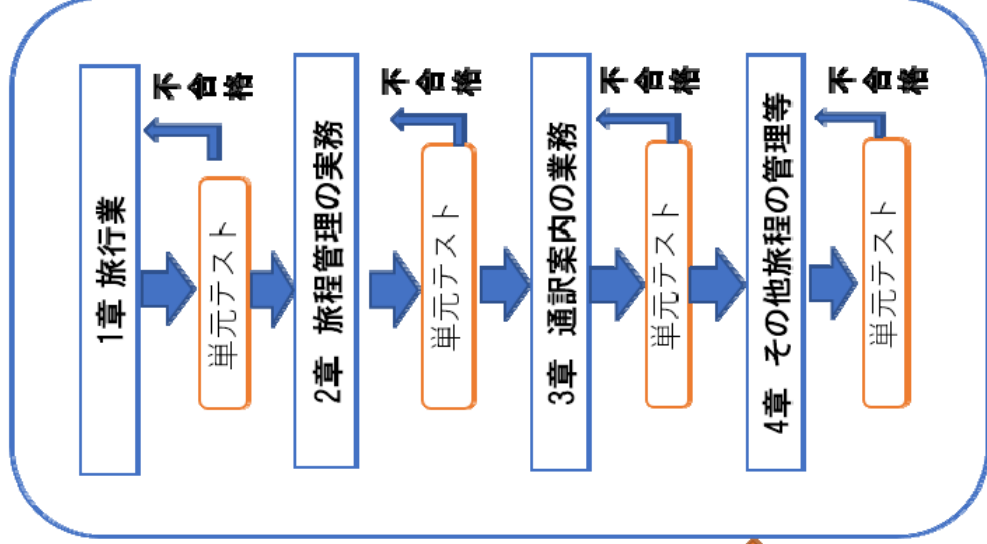 1章 旅行業
不合格
単元テスト
2章 旅程管理の実務
不合格
単元テスト
3章 通訳案内の業務
不合格
単元テスト
4章 その他旅程の管理等
不合格
単元テスト